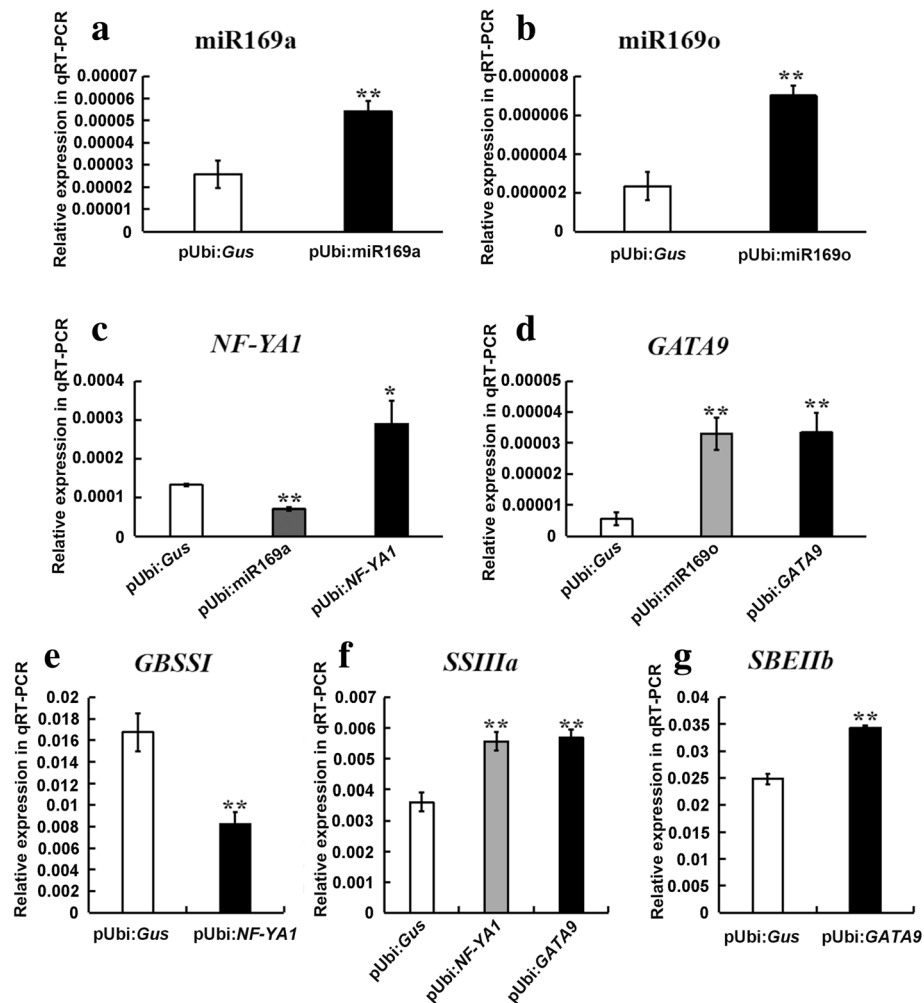 a
miR169a
Relative expression in qRT-PCR
0.00007
0.00006
0.00005
0.00004
0.00003
0.00002
0.00001
0
**
pUbi:Gus
pUbi:miR169a
b
miR169o
Relative expression in qRT-PCR
0.000008
0.000006
0.000004
0.000002
0
**
pUbi:Gus
pUbi:miR169o
c
NF-YA1
Relative expression in qRT-PCR
0.0004
0.0003
0.0002
0.0001
0
**
*
pUbi:Gus
pUbi:miR169a
pUbi:NF-YA1
d
GATA9
Relative expression in qRT-PCR
0.00005
0.00004
0.00003
0.00002
0.00001
0
**
**
pUbi:Gus
pUbi:miR169o
pUbi:GATA9
e
GBSSI
Relative expression in qRT-PCR
0.02
0.018
0.016
0.014
0.012
0.01
0.008
0.006
0.004
0.002
0
**
pUbi:Gus
pUbi:NF-YA1
f
SSIIIa
Relative expression in qRT-PCR
0.007
0.006
0.005
0.004
0.003
0.002
0.001
0
**
**
pUbi:Gus
pUbi:NF-YA1
pUbi:GATA9
g
SBEIIb
Relative expression in qRT-PCR
0.04
0.035
0.03
0.025
0.02
0.015
0.01
0.005
0
**
pUbi:Gus
pUbi:GATA9